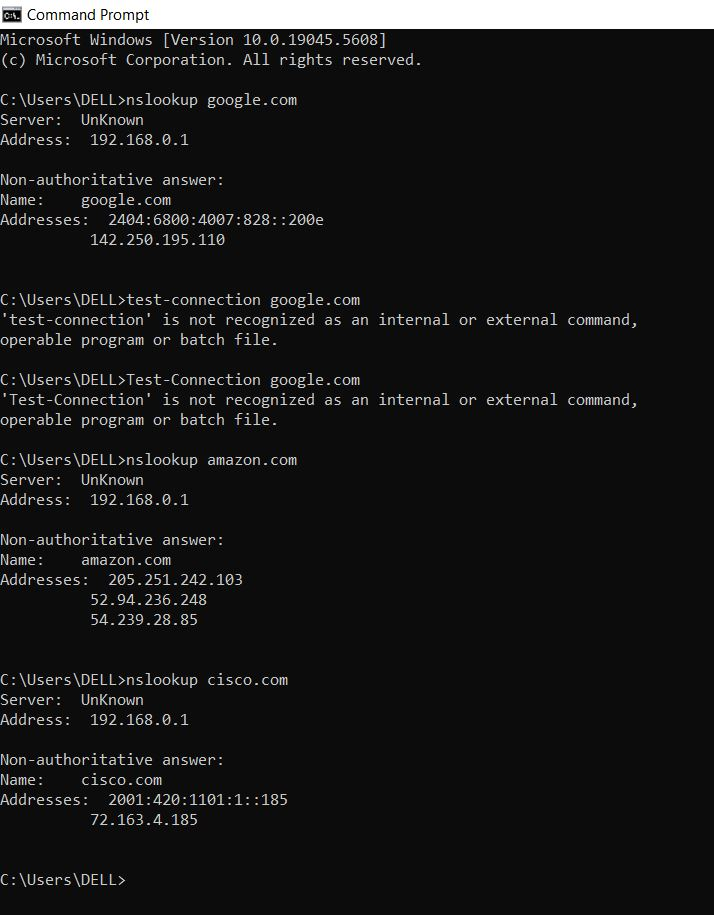 Command Prompt
Microsoft Windows [Version 10.0.19045.5608]
(c) Microsoft Corporation. All rights reserved.
C:\Users\DELL>nslookup google.com
Server:  UnKnown
Address:  192.168.0.1
Non-authoritative answer:
Name:    google.com
Addresses:  2404:6800:4007:828::200e
          142.250.195.110
C:\Users\DELL>test-connection google.com
'test-connection' is not recognized as an internal or external command,
operable program or batch file.
C:\Users\DELL>Test-Connection google.com
'Test-Connection' is not recognized as an internal or external command,
operable program or batch file.
C:\Users\DELL>nslookup amazon.com
Server:  UnKnown
Address:  192.168.0.1
Non-authoritative answer:
Name:    amazon.com
Addresses:  205.251.242.103
          52.94.236.248
          54.239.28.85
C:\Users\DELL>nslookup cisco.com
Server:  UnKnown
Address:  192.168.0.1
Non-authoritative answer:
Name:    cisco.com
Addresses:  2001:420:1101:1::185
          72.163.4.185
C:\Users\DELL>